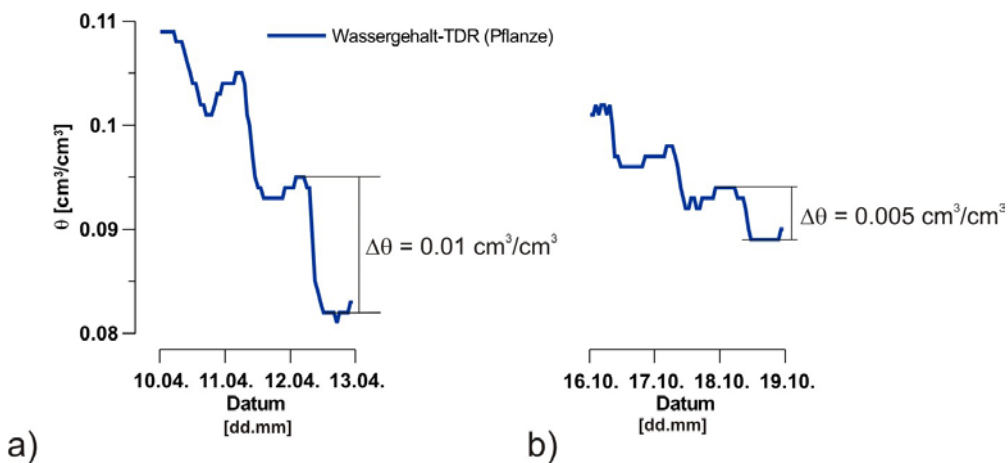 0.11
0.1
0.09
0.08
θ [cm³/cm³]
Wassergehalt-TDR (Pflanze)
Δθ = 0.01 cm³/cm³
10.04. 11.04. 12.04. 13.04.
Datum
[dd.mm]
a)
Δθ = 0.005 cm³/cm³
16.10. 17.10. 18.10. 19.10.
Datum
[dd.mm]
b)